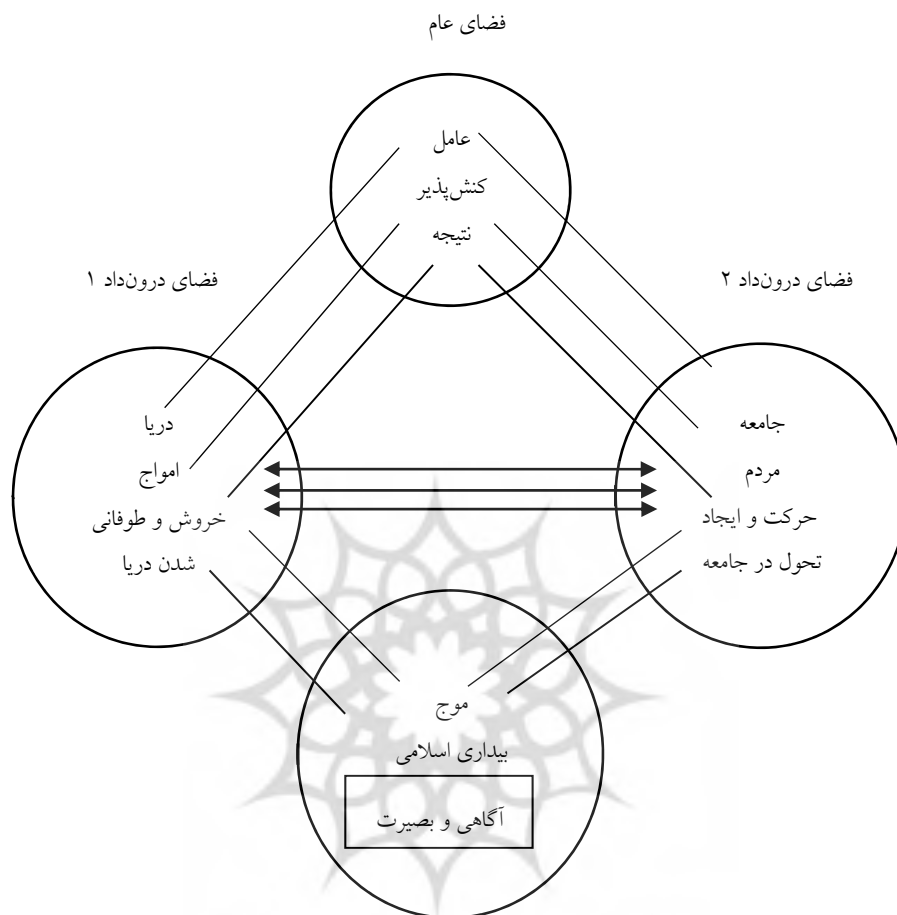 فضای عام
عامل
کنش‌پذیر
نتیجه
فضای درون‌داد ۲
فضای درون‌داد ۱
جامعه
مردم
حرکت و ایجاد
تحول در جامعه
دریا
امواج
خروش و طوفانی
شدن دریا
موج
بیداری اسلامی
آگاهی و بصیرت